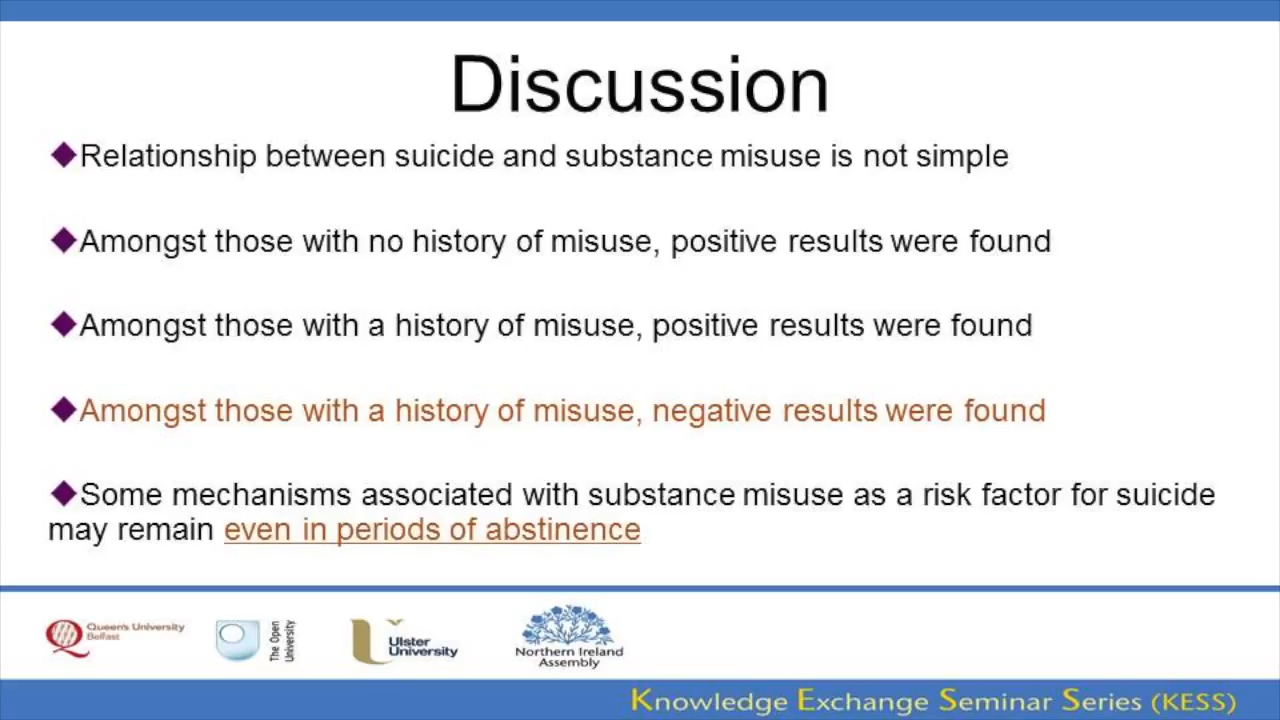 Discussion
◆Relationship between suicide and substance misuse is not simple
◆Amongst those with no history of misuse, positive results were found
◆Amongst those with a history of misuse, positive results were found
◆Amongst those with a history of misuse, negative results were found
◆Some mechanisms associated with substance misuse as a risk factor for suicide
may remain even in periods of abstinence
Queen's University
Belfast
The Open
University
Ulster
University
Northern Ireland
Assembly
Knowledge Exchange Seminar Series (KESS)